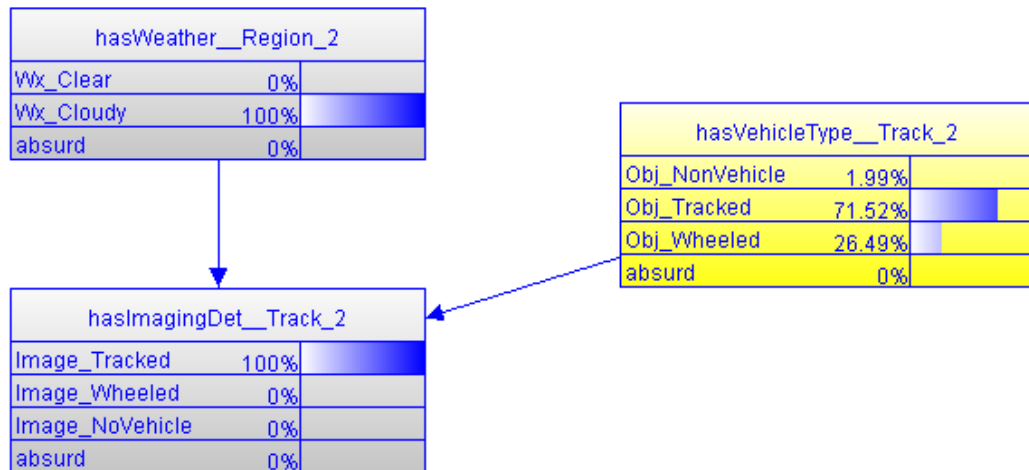 hasWeather__Region_2
Wx_Clear 0%
Wx_Cloudy 100%
absurd 0%
hasVehicleType__Track_2
Obj_NonVehicle 1.99%
Obj_Tracked 71.52%
Obj_Wheeled 26.49%
absurd 0%
hasImagingDet__Track_2
Image_Tracked 100%
Image_Wheeled 0%
Image_NoVehicle 0%
absurd 0%